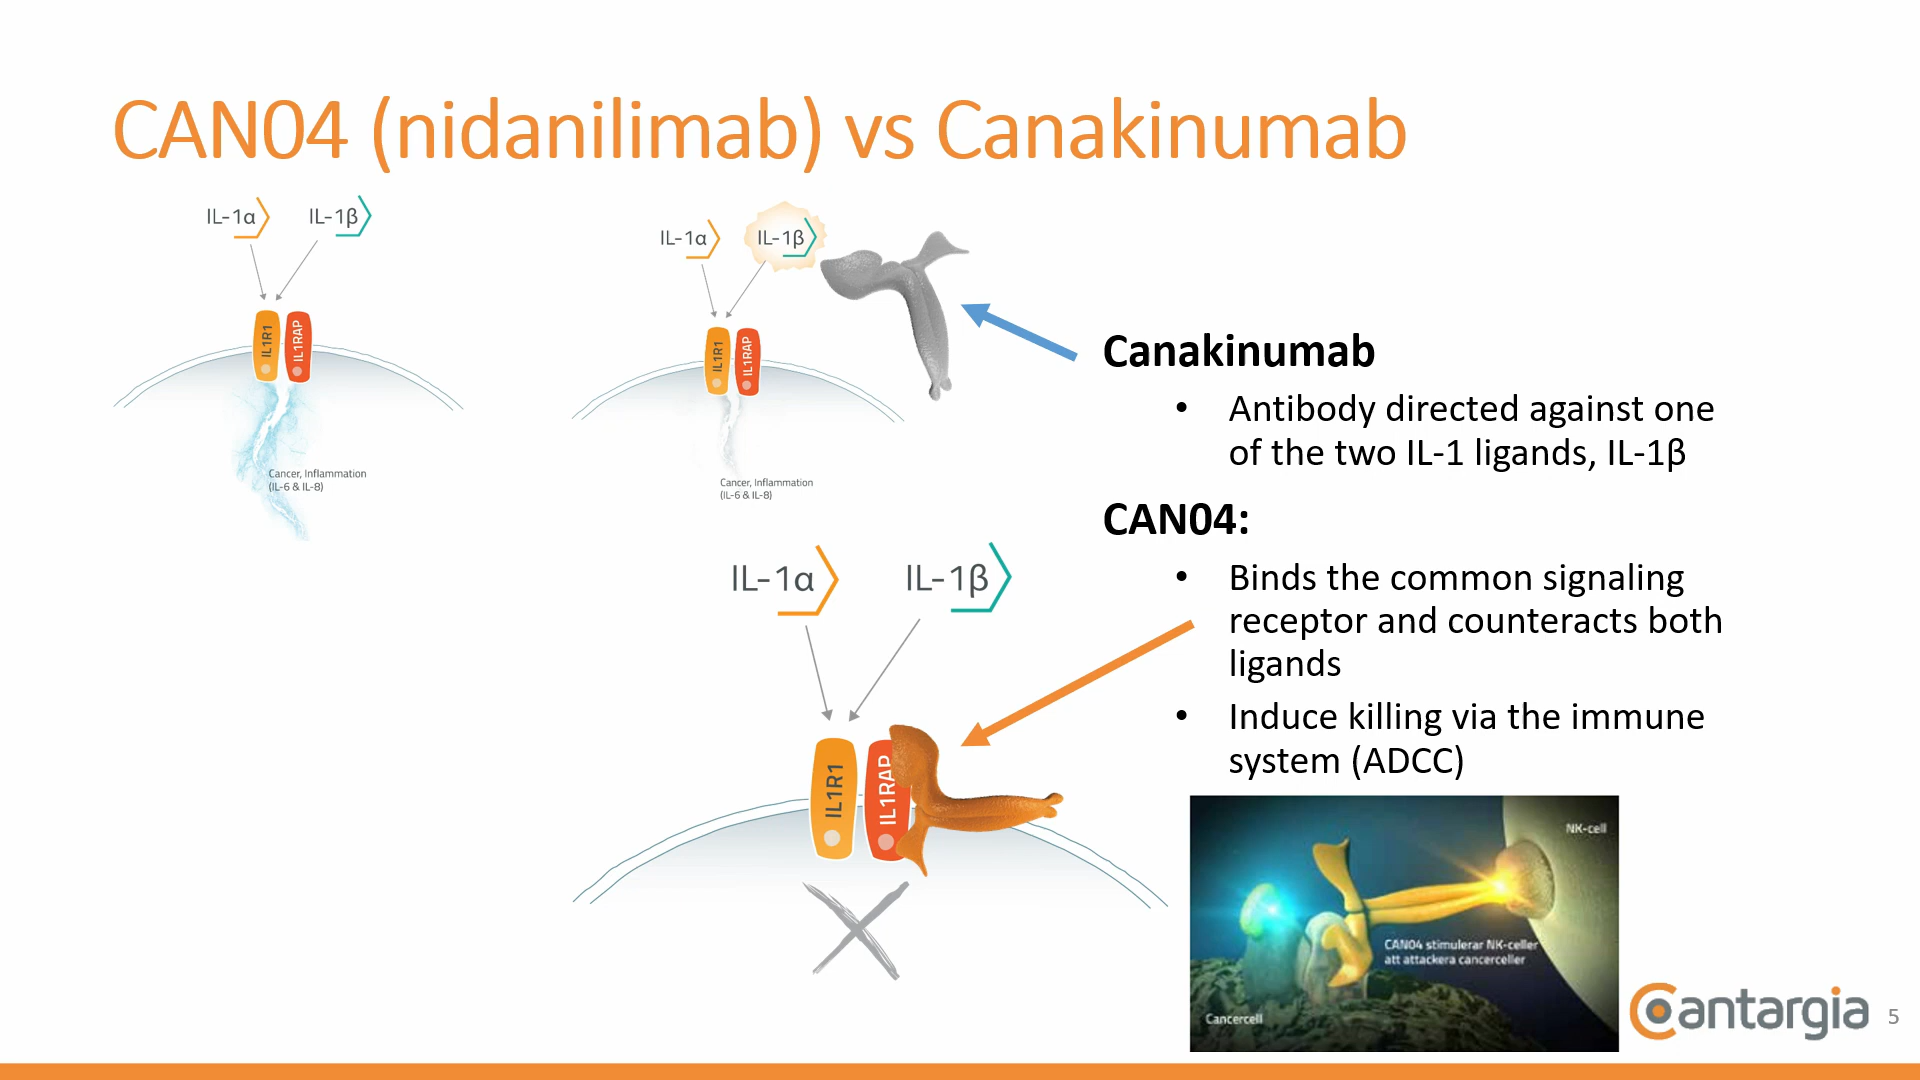 CAN04 (nidanilimab) vs Canakinumab
IL-1α
IL-1β
IL1R1
IL1RAP
Cancer, Inflammation
(IL-6 & IL-8)
IL-1α
IL-1β
IL1R1
IL1RAP
Cancer, Inflammation
(IL-6 & IL-8)
Canakinumab
• Antibody directed against one
of the two IL-1 ligands, IL-1β
CAN04:
• Binds the common signaling
receptor and counteracts both
ligands
• Induce killing via the immune
system (ADCC)
IL-1α
IL-1β
IL1R1
IL1RAP
NK-cell
CAN04 stimulerar NK-celler
att attackera cancerceller
Cancercell
Cantargia
5